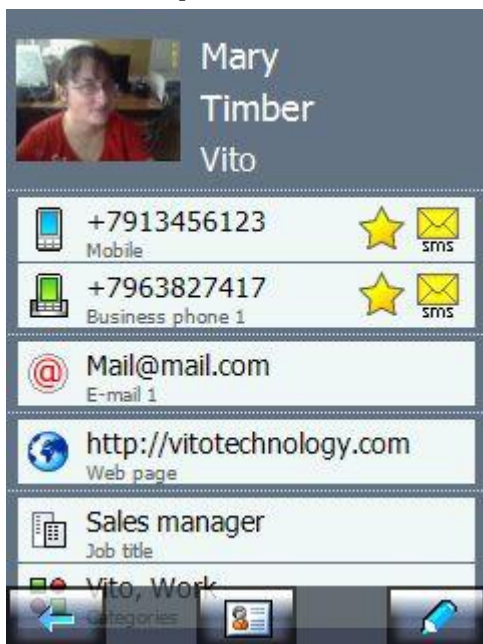 Mary
Timber
Vito
+7913456123
Mobile
sms
+7963827417
Business phone 1
sms
@
Mail@mail.com
E-mail 1
http://vitotechnology.com
Web page
Sales manager
Job title
Vito, Work
Categories